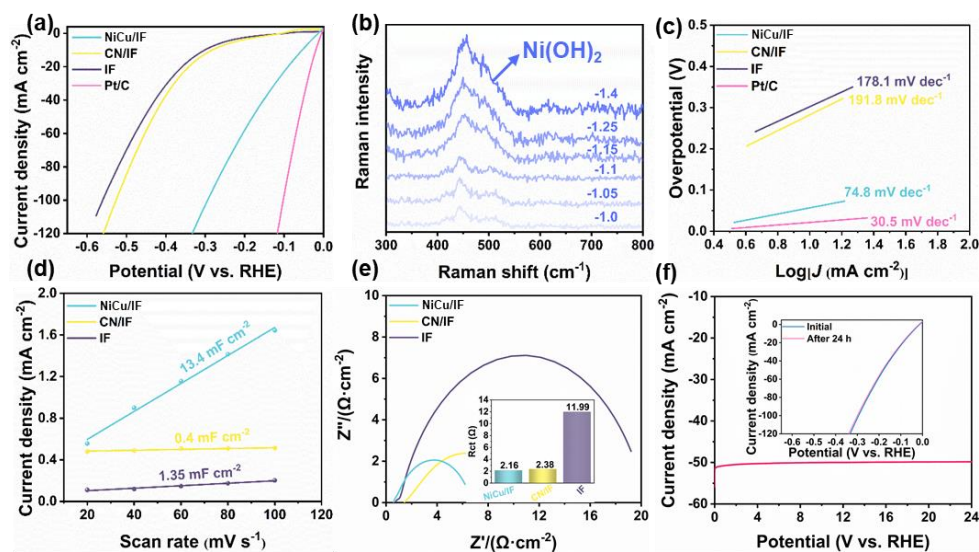 (a)
NiCu/IF
CN/IF
IF
Pt/C
0
-20
-40
-60
-80
-100
-120
Current density (mA cm-2)
-0.6 -0.5 -0.4 -0.3 -0.2 -0.1 0.0
Potential (V vs. RHE)
(b)
Ni(OH)2
-1.4
-1.25
-1.15
-1.1
-1.05
-1.0
Raman intensity
300 400 500 600 700 800
Raman shift (cm-1)
(c)
NiCu/IF
CN/IF
IF
Pt/C
178.1 mV dec-1
191.8 mV dec-1
74.8 mV dec-1
30.5 mV dec-1
0.5
0.4
0.3
0.2
0.1
0.0
Overpotential (V)
0.4 0.6 0.8 1.0 1.2 1.4 1.6 1.8 2.0
Log|J (mA cm-2)|
(d)
NiCu/IF
CN/IF
IF
13.4 mF cm-2
0.4 mF cm-2
1.35 mF cm-2
1.6
1.2
0.8
0.4
0.0
Current density (mA cm-2)
20 40 60 80 100 120
Scan rate (mV s-1)
(e)
NiCu/IF
CN/IF
IF
10
8
6
4
2
0
Z''/(Ω·cm-2)
0 4 8 12 16 20
Z'/(Ω·cm-2)
14
12
10
8
6
4
2
0
Rct (Ω)
2.16
2.38
11.99
NiCu/IF
CN/IF
IF
(f)
-10
-20
-30
-40
-50
-60
Current density (mA cm-2)
0 4 8 12 16 20 24
Potential (V vs. RHE)
Initial
After 24 h
0
-20
-40
-60
-80
-100
-120
Current density (mA cm-2)
-0.6 -0.5 -0.4 -0.3 -0.2 -0.1 0.0
Potential (V vs. RHE)